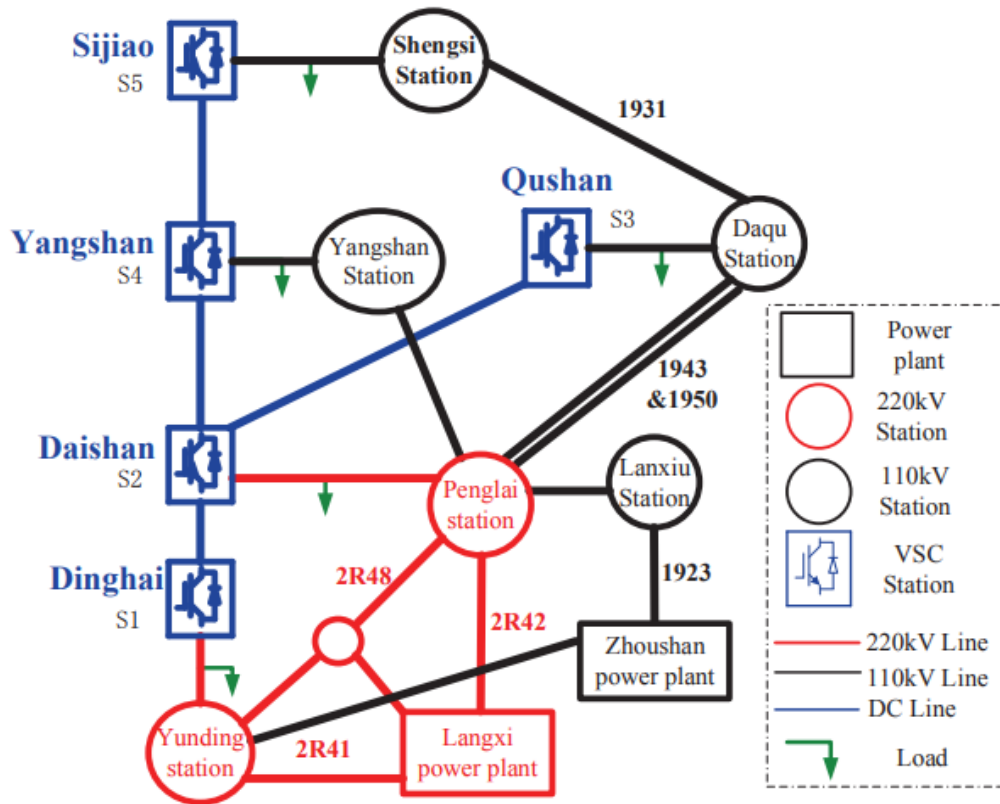 Sijiao
S5
Shengsi
Station
1931
Qushan
S3
Daqu
Station
Yangshan
S4
Yangshan
Station
1943
&1950
Daishan
S2
Penglai
station
Lanxiu
Station
Dinghai
S1
2R48
2R42
1923
Zhoushan
power plant
Yunding
station
2R41
Langxi
power plant
Power
plant
220kV
Station
110kV
Station
VSC
Station
220kV Line
110kV Line
DC Line
Load